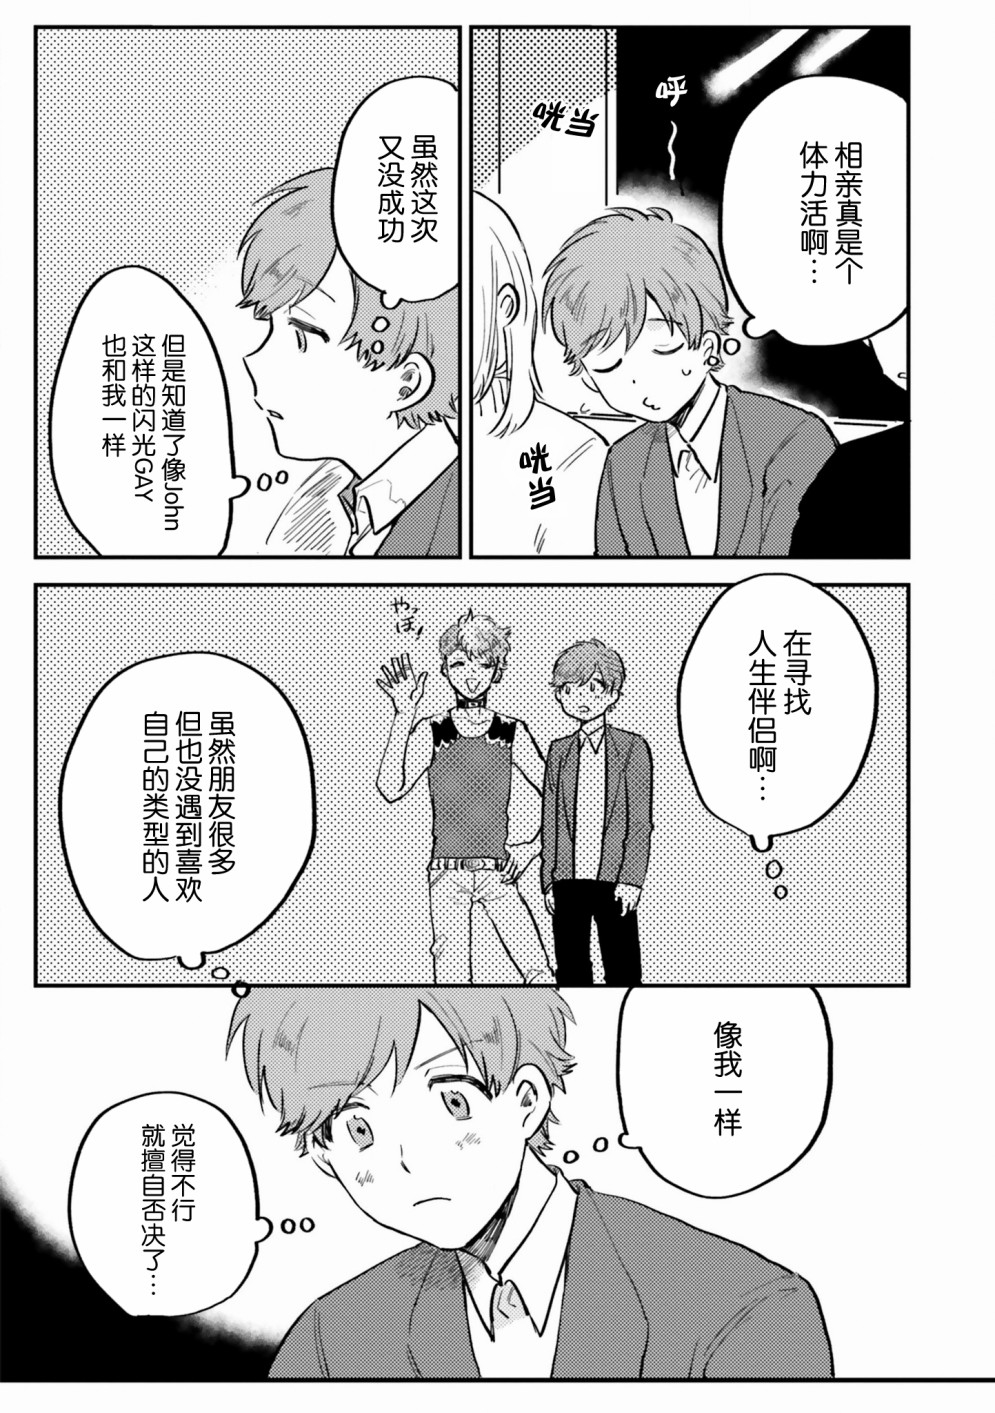 相亲真是个
体力活啊…
呼
咣当
咣当
虽然这次
又没成功
但是知道了像John
这样的闪光GAY
也和我一样
在寻找
人生伴侣啊…
やっ
ほー!
虽然朋友很多
但也没遇到喜欢
自己的类型的人
像我一样
觉得不行
就擅自否决了…